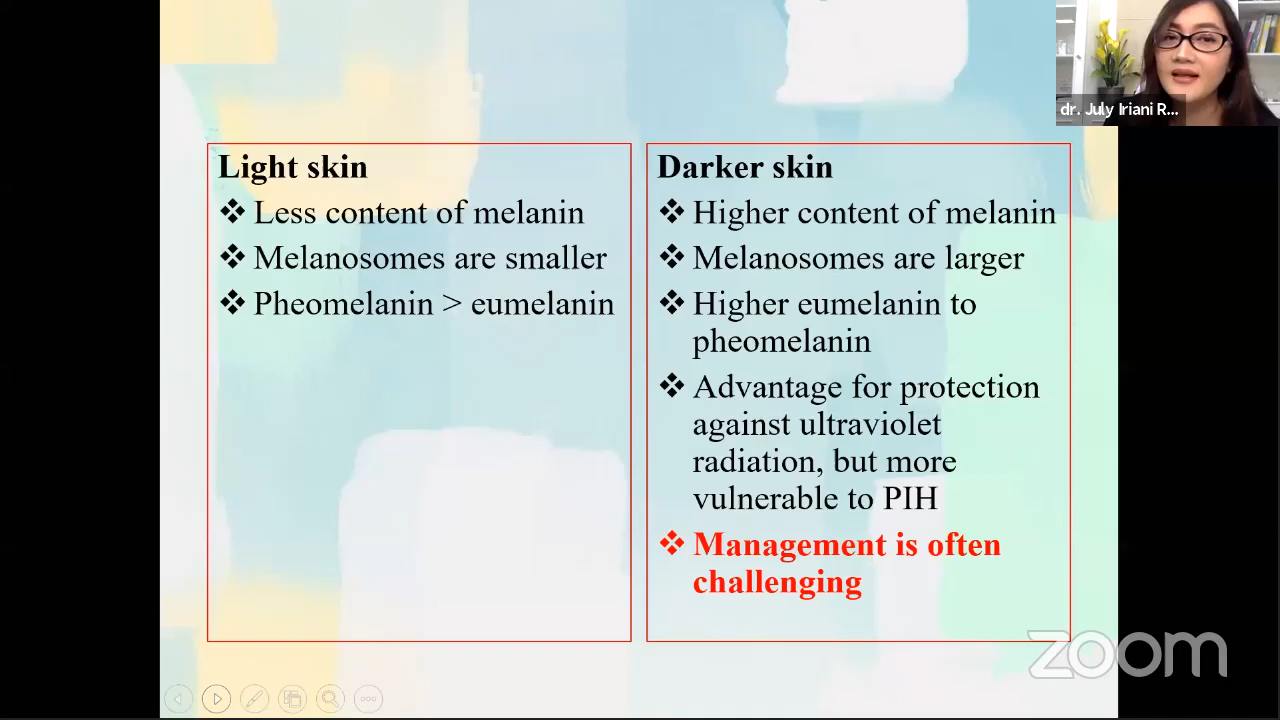 dr. July Iriani R...
Light skin
❖ Less content of melanin
❖ Melanosomes are smaller
❖ Pheomelanin > eumelanin
Darker skin
❖ Higher content of melanin
❖ Melanosomes are larger
❖ Higher eumelanin to
pheomelanin
❖ Advantage for protection
against ultraviolet
radiation, but more
vulnerable to PIH
❖ Management is often
challenging
zoom